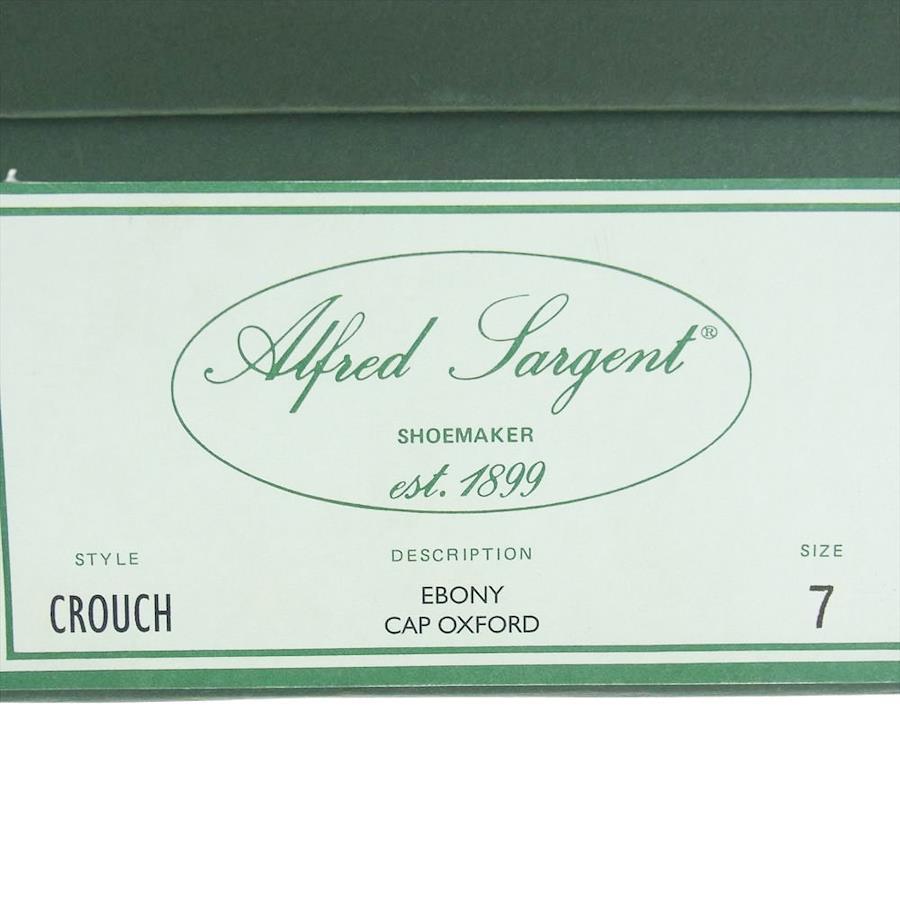 Alfred Sargent®
SHOEMAKER
est. 1899
STYLE DESCRIPTION SIZE
CROUCH EBONY 7
CAP OXFORD